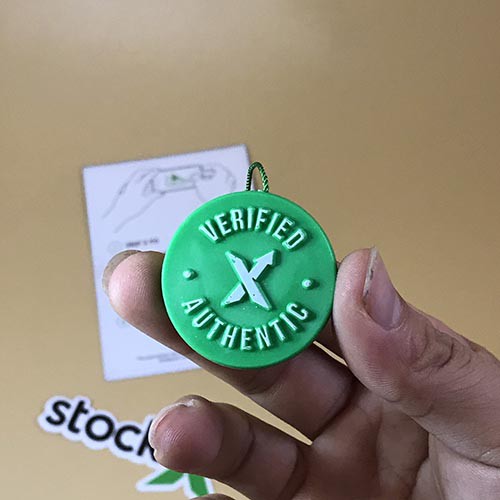 VERIFIED
X
AUTHENTIC
stock